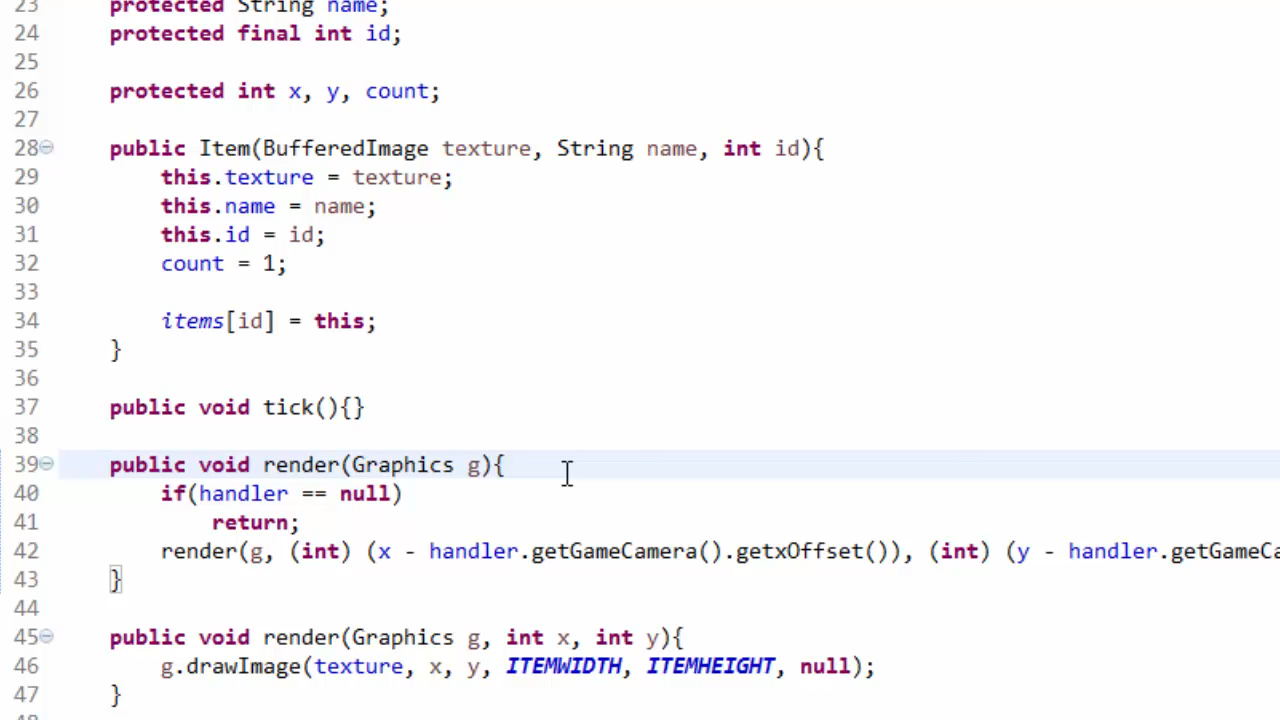 23 protected String name;
24 protected final int id;
25
26 protected int x, y, count;
27
28 public Item(BufferedImage texture, String name, int id){
29 this.texture = texture;
30 this.name = name;
31 this.id = id;
32 count = 1;
33
34 items[id] = this;
35 }
36
37 public void tick(){}
38
39 public void render(Graphics g){
40 if(handler == null)
41 return;
42 render(g, (int) (x - handler.getGameCamera().getxOffset()), (int) (y - handler.getGameCa
43 }
44
45 public void render(Graphics g, int x, int y){
46 g.drawImage(texture, x, y, ITEMWIDTH, ITEMHEIGHT, null);
47 }
48